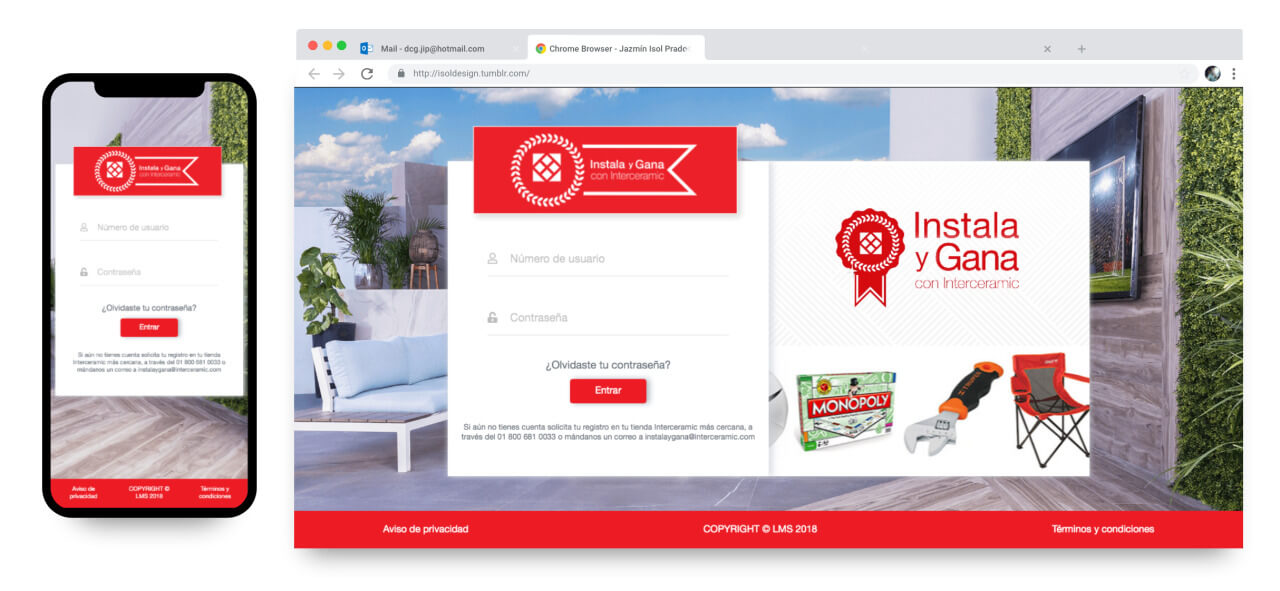 Instala y Gana
con Interceramic
Número de usuario
Contraseña
¿Olvidaste tu contraseña?
Entrar
Si aún no tienes cuenta solicita tu registro en tu tienda
Interceramic más cercana, a través del 01 800 681 0033 o
mándanos un correo a instalaygana@interceramic.com
Aviso de
privacidad
COPYRIGHT ©
LMS 2018
Términos y
condiciones
Mail - dcg.jip@hotmail.com
Chrome Browser - Jazmín Isol Prado
http://isoldesign.tumblr.com/
Instala y Gana
con Interceramic
Número de usuario
Contraseña
¿Olvidaste tu contraseña?
Entrar
Si aún no tienes cuenta solicita tu registro en tu tienda Interceramic más cercana, a
través del 01 800 681 0033 o mándanos un correo a instalaygana@interceramic.com
Instala
y Gana
con Interceramic
MONOPOLY
TRUPER
Aviso de privacidad
COPYRIGHT © LMS 2018
Términos y condiciones